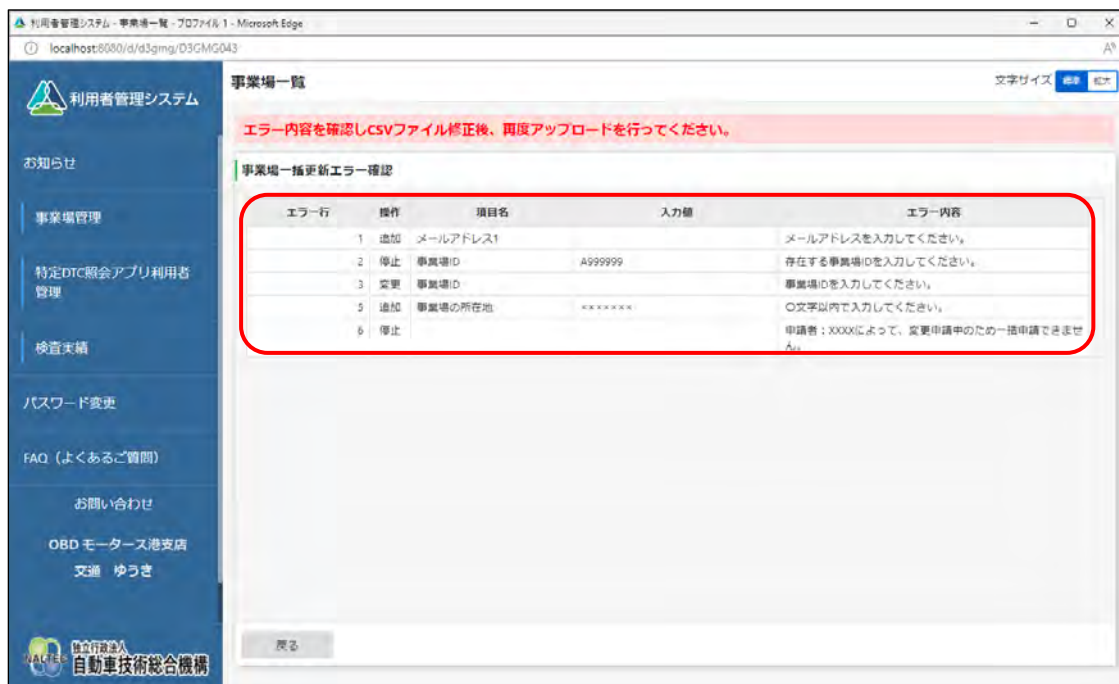 利用者管理システム - 事業場一覧 - プロファイル 1 - Microsoft Edge
localhost:8080/d/d3gmg/D3GMG043
利用者管理システム
事業場一覧
文字サイズ 標準 拡大
エラー内容を確認しCSVファイル修正後、再度アップロードを行ってください。
お知らせ
事業場管理
特定DTC照会アプリ利用者
管理
検査実績
パスワード変更
FAQ（よくあるご質問）
お問い合わせ
OBD モータース港支店
交通 ゆうき
独立行政法人
自動車技術総合機構
事業場一括更新エラー確認
エラー行 操作 項目名 入力値 エラー内容
1 追加 メールアドレス1 メールアドレスを入力してください。
2 停止 事業場ID A999999 存在する事業場IDを入力してください。
3 変更 事業場ID 事業場IDを入力してください。
5 追加 事業場の所在地 ××××××× 〇文字以内で入力してください。
6 停止 申請者：XXXXによって、変更申請中のため一括申請できませ
ん。
戻る